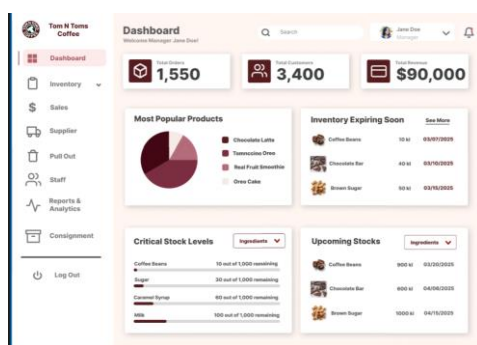 Tom N Toms
Coffee
Dashboard
Inventory
Sales
Supplier
Pull Out
Staff
Reports &
Analytics
Consignment
Log Out
Dashboard
Welcome Manager Jane Doe!
Search
Jane Doe
Manager
Total Orders
1,550
Total Customers
3,400
Total Revenue
$90,000
Most Popular Products
Chocolate Latte
Tomnccino Oreo
Real Fruit Smoothie
Oreo Cake
Inventory Expiring Soon See More
Coffee Beans 10 kl 03/07/2025
Chocolate Bar 40 kl 03/10/2025
Brown Sugar 50 kl 03/15/2025
Critical Stock Levels Ingredients
Coffee Beans 10 out of 1,000 remaining
Sugar 30 out of 1,000 remaining
Caramel Syrup 60 out of 1,000 remaining
Milk 100 out of 1,000 remaining
Upcoming Stocks Ingredients
Coffee Beans 900 kl 03/20/2025
Chocolate Bar 600 kl 04/06/2025
Brown Sugar 1000 kl 04/15/2025